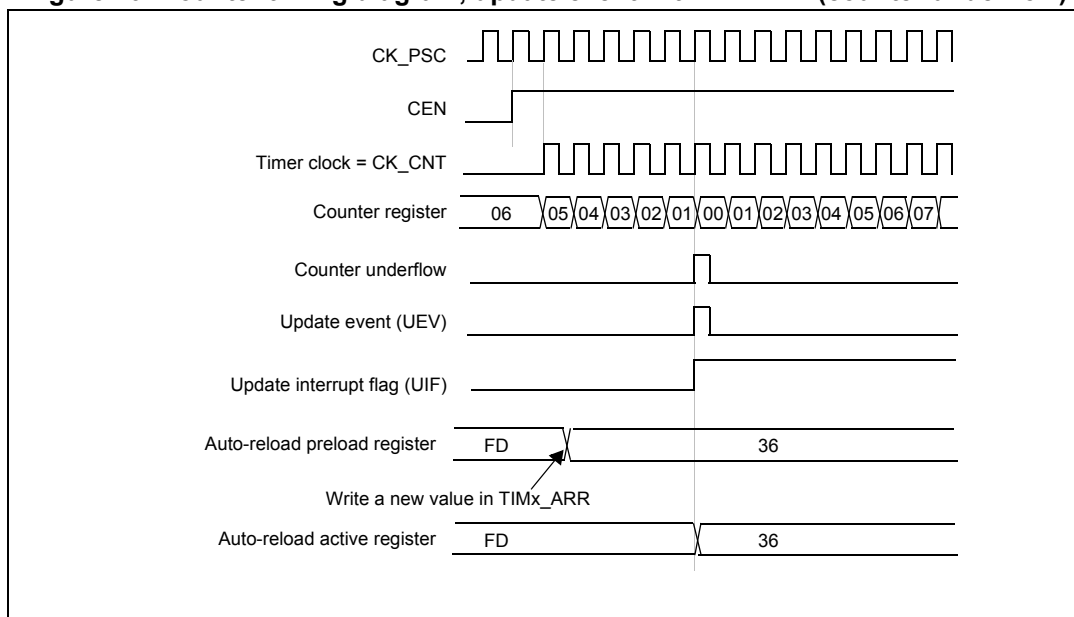 CK_PSC
CEN
Timer clock = CK_CNT
Counter register 06 05 04 03 02 01 00 01 02 03 04 05 06 07
Counter underflow
Update event (UEV)
Update interrupt flag (UIF)
Auto-reload preload register FD 36
Write a new value in TIMx_ARR
Auto-reload active register FD 36